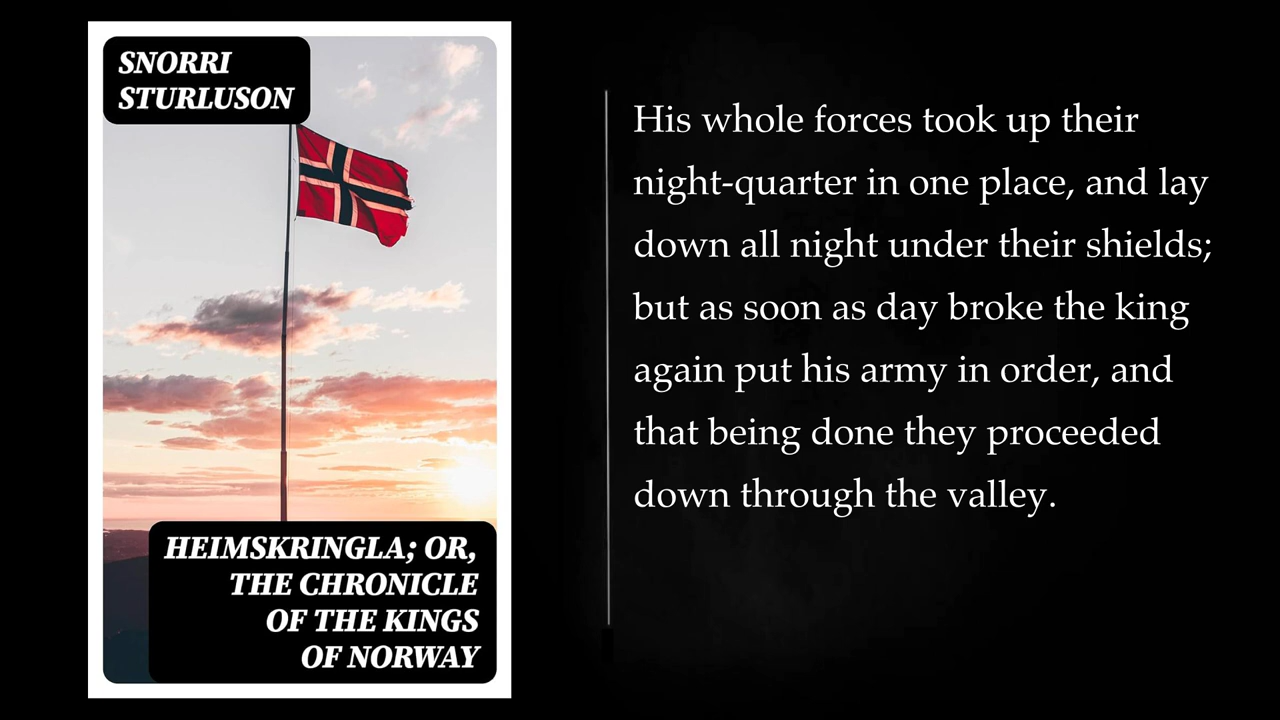 SNORRI
STURLUSON
HEIMSKRINGLA; OR,
THE CHRONICLE
OF THE KINGS
OF NORWAY
His whole forces took up their
night-quarter in one place, and lay
down all night under their shields;
but as soon as day broke the king
again put his army in order, and
that being done they proceeded
down through the valley.